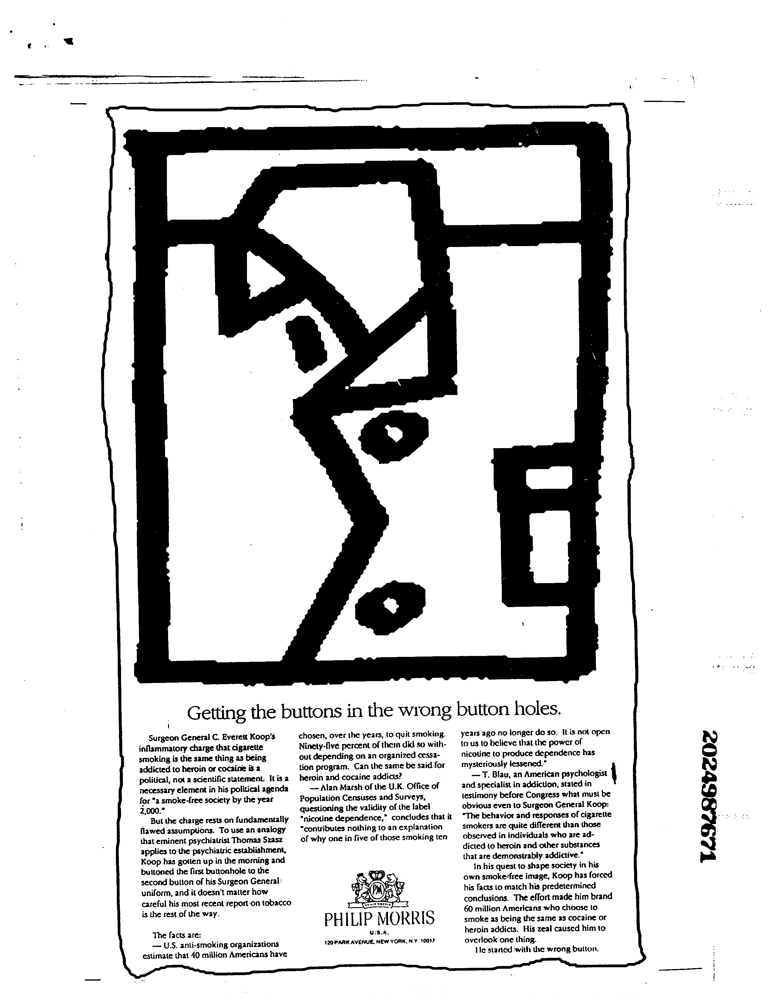 Getting the buttons in the wrong button holes.
Surgeon General C. Everett Koop's
inflammatory charge that cigarette
smoking is the same thing as being
addicted to heroin or cocaine is a
political, not a scientific statement. It is a
necessary element in his political agenda
for "a smoke-free society by the year
2,000."
But the charge rests on fundamentally
flawed assumptions. To use an analogy
that eminent psychiatrist Thomas Szasz
applies to the psychiatric establishment,
Koop has gotten up in the morning and
buttoned the first buttonhole to the
second button of his Surgeon General
uniform, and it doesn't matter how
careful his most recent report on tobacco
is the rest of the way.
The facts are:
— U.S. anti-smoking organizations
estimate that 40 million Americans have
chosen, over the years, to quit smoking.
Ninety-five percent of them did so with-
out depending on an organized cessa-
tion program. Can the same be said for
heroin and cocaine addicts?
— Alan Marsh of the U.K. Office of
Population Censuses and Surveys,
questioning the validity of the label
"nicotine dependence," concludes that it
"contributes nothing to an explanation
of why one in five of those smoking ten
PM
PHILIP MORRIS
U.S.A.
120 PARK AVENUE, NEW YORK, N.Y. 10017
years ago no longer do so. It is not open
to us to believe that the power of
nicotine to produce dependence has
mysteriously lessened."
— T. Blau, an American psychologist
and specialist in addiction, stated in
testimony before Congress what must be
obvious even to Surgeon General Koop:
"The behavior and responses of cigarette
smokers are quite different than those
observed in individuals who are ad-
dicted to heroin and other substances
that are demonstrably addictive."
In his quest to shape society in his
own smoke-free image, Koop has forced
his facts to match his predetermined
conclusions. The effort made him brand
60 million Americans who choose to
smoke as being the same as cocaine or
heroin addicts. His zeal caused him to
overlook one thing.
He started with the wrong button.
2024987671